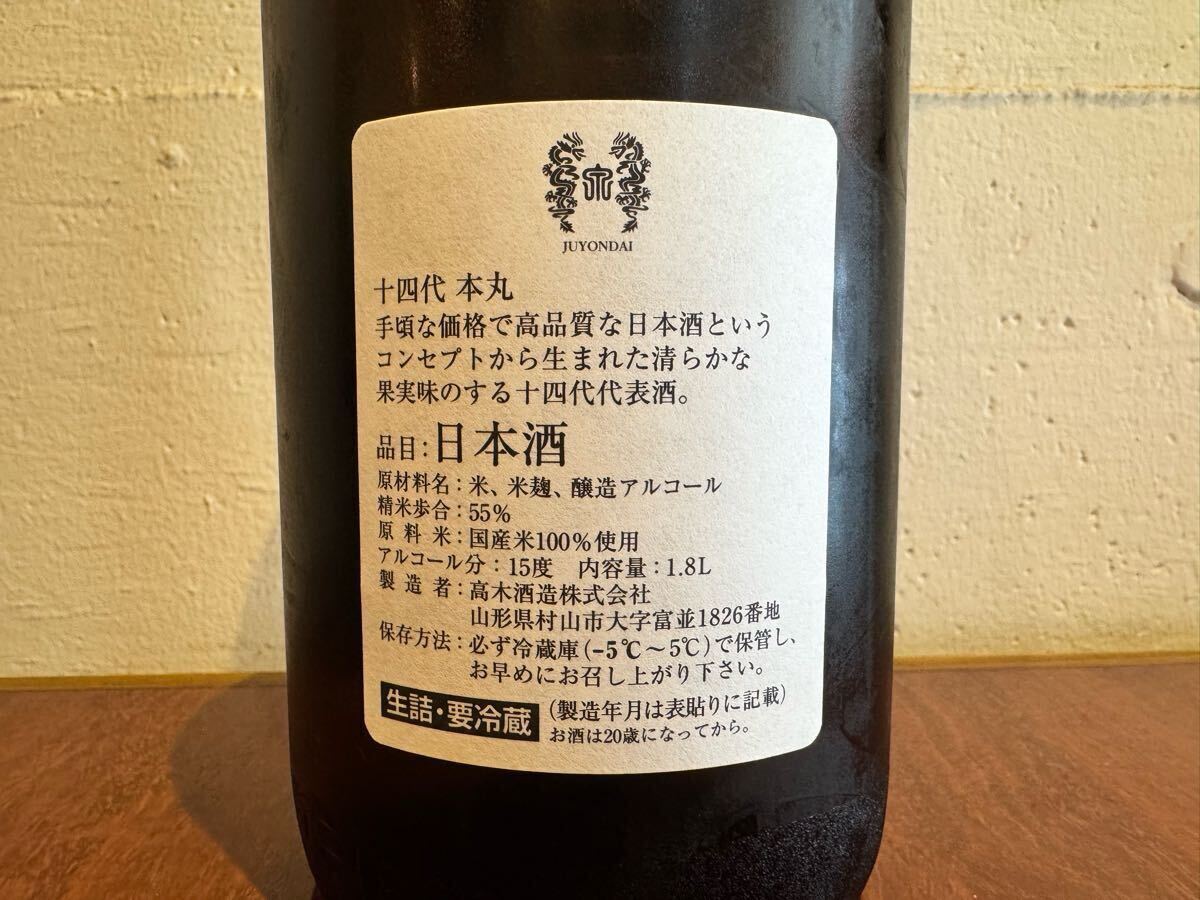 JUYONDAI
十四代 本丸
手頃な価格で高品質な日本酒という
コンセプトから生まれた清らかな
果実味のする十四代代表酒。
品目：日本酒
原材料名：米、米麹、醸造アルコール
精米歩合：55％
原料米：国産米100％使用
アルコール分：15度　内容量：1.8L
製造者：高木酒造株式会社
山形県村山市大字富並1826番地
保存方法：必ず冷蔵庫(-5℃～5℃)で保管し、
お早めにお召し上がり下さい。
生詰・要冷蔵 (製造年月は表貼りに記載)
お酒は20歳になってから。